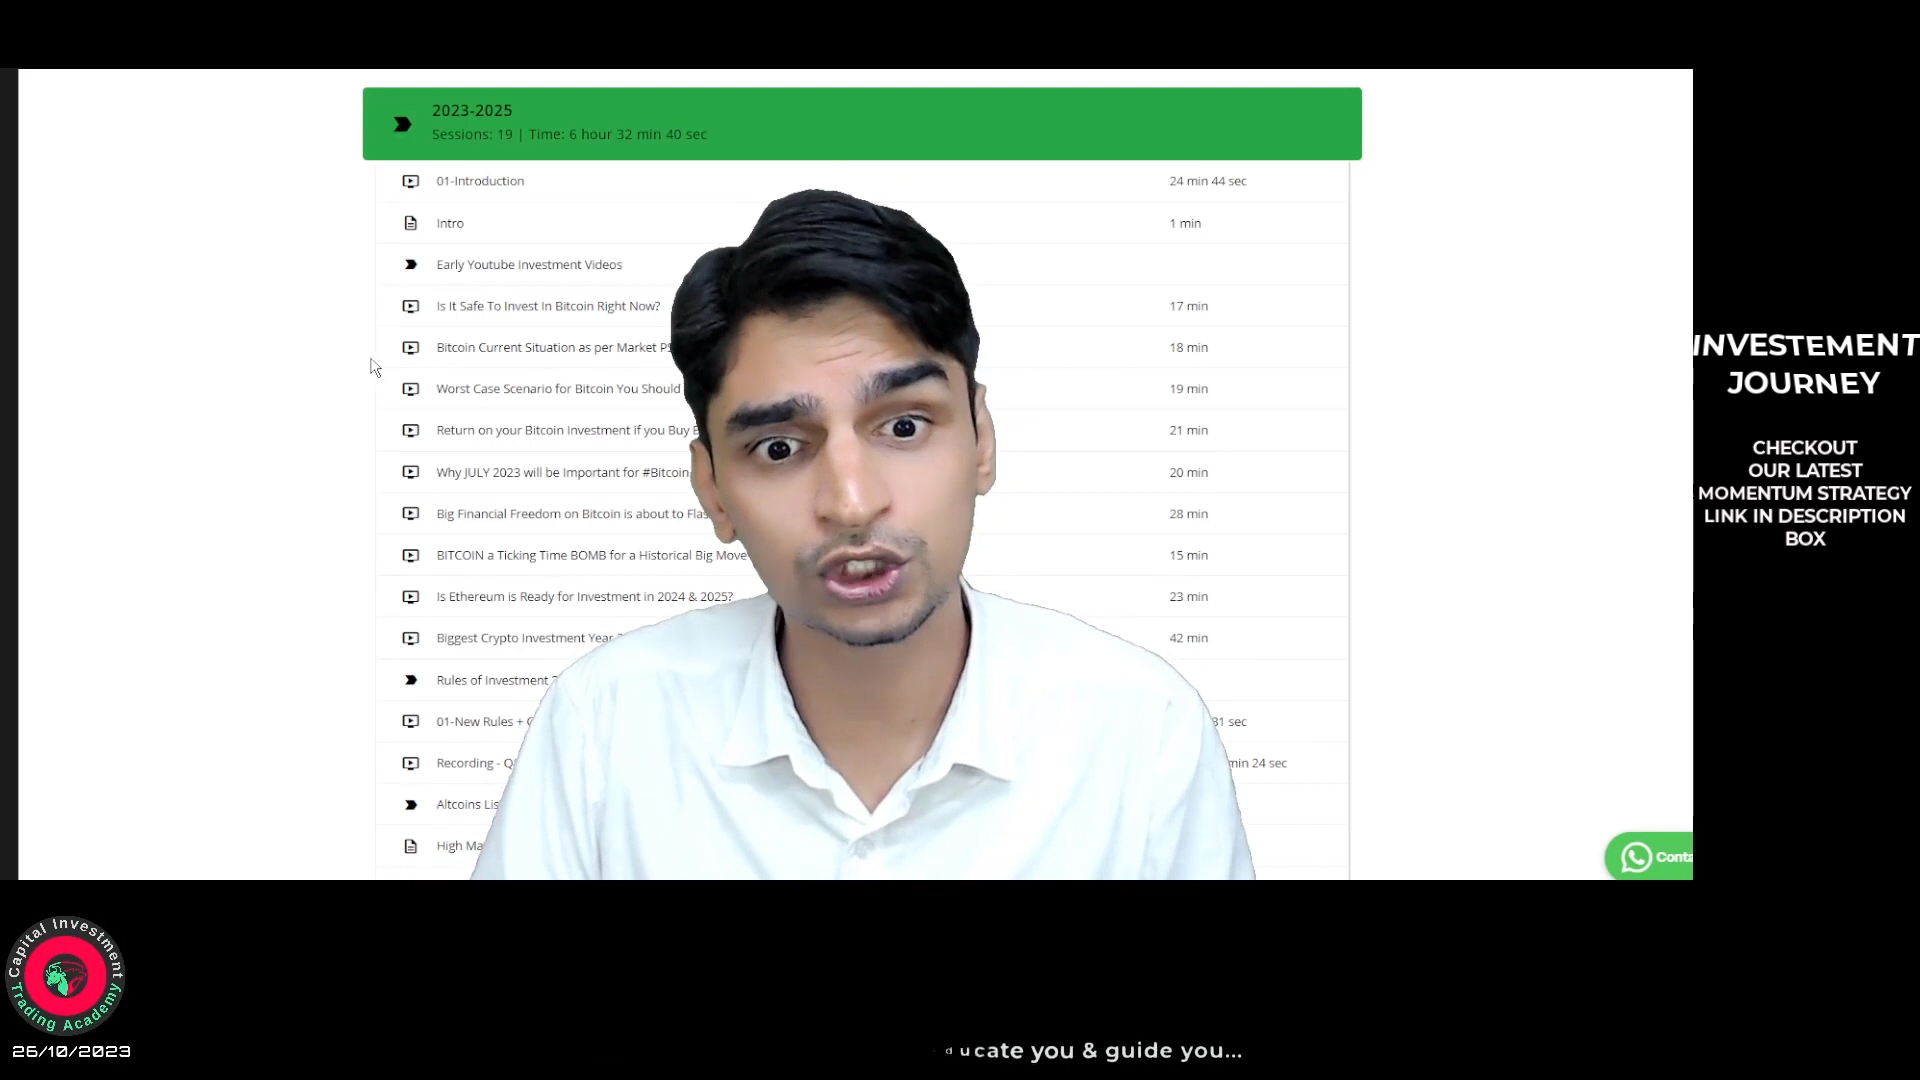 2023-2025
Sessions: 19 | Time: 6 hour 32 min 40 sec
01-Introduction 24 min 44 sec
Intro 1 min
Early Youtube Investment Videos
Is It Safe To Invest In Bitcoin Right Now? 17 min
Bitcoin Current Situation as per Market 18 min
Worst Case Scenario for Bitcoin You Should 19 min
Return on your Bitcoin Investment if you Buy 21 min
Why JULY 2023 will be Important for #Bitcoin 20 min
Big Financial Freedom on Bitcoin is about to 28 min
BITCOIN a Ticking Time BOMB for a Historical Big Move 15 min
Is Ethereum is Ready for Investment in 2024 & 2025? 23 min
Biggest Crypto Investment Year 42 min
Rules of Investment
01-New Rules + 31 sec
Recording - min 24 sec
Altcoins
High
INVESTEMENT
JOURNEY
CHECKOUT
OUR LATEST
MOMENTUM STRATEGY
LINK IN DESCRIPTION
BOX
Capital Investment
Trading Academy
26/10/2023
ducate you & guide you...